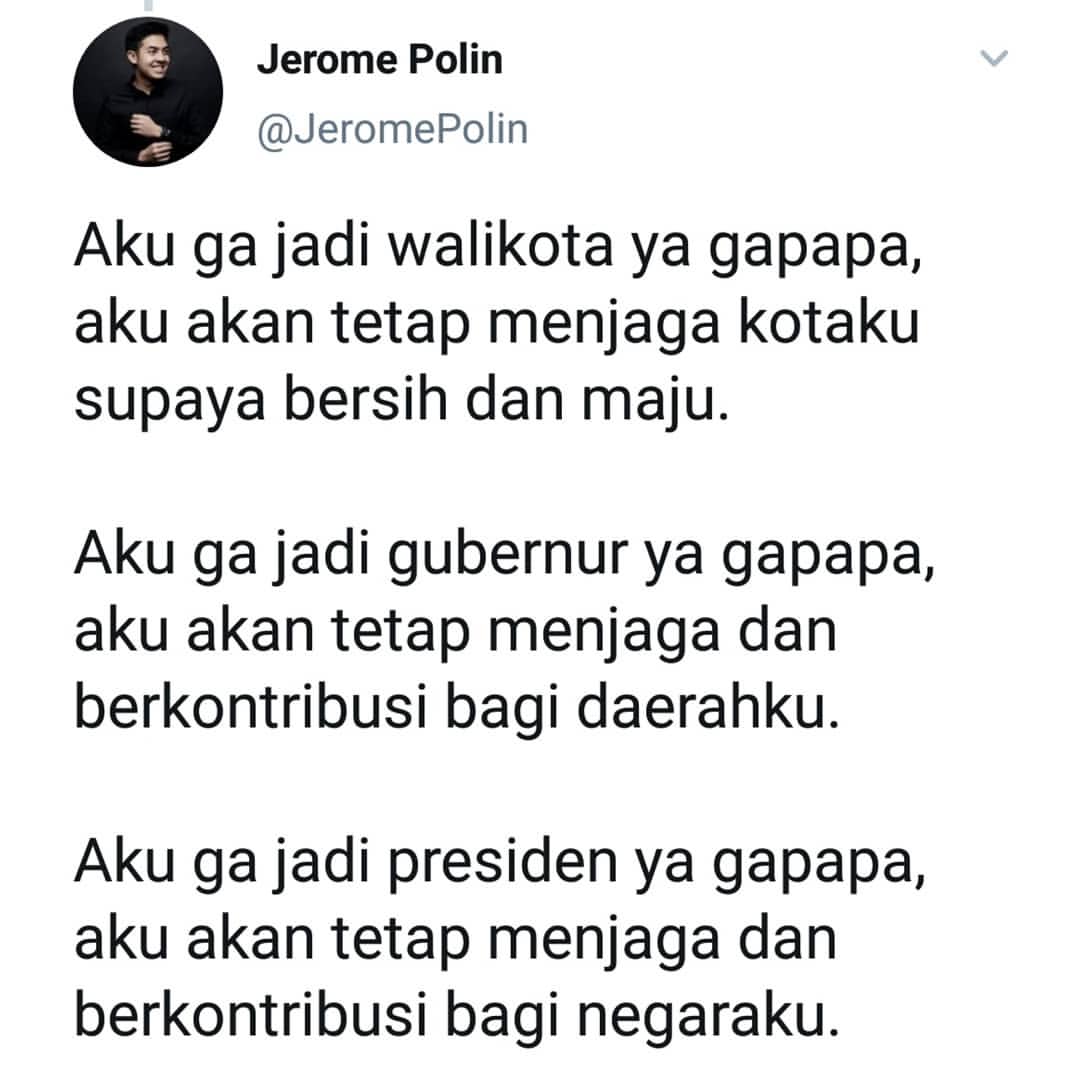 Jerome Polin
@JeromePolin
Aku ga jadi walikota ya gapapa,
aku akan tetap menjaga kotaku
supaya bersih dan maju.
Aku ga jadi gubernur ya gapapa,
aku akan tetap menjaga dan
berkontribusi bagi daerahku.
Aku ga jadi presiden ya gapapa,
aku akan tetap menjaga dan
berkontribusi bagi negaraku.